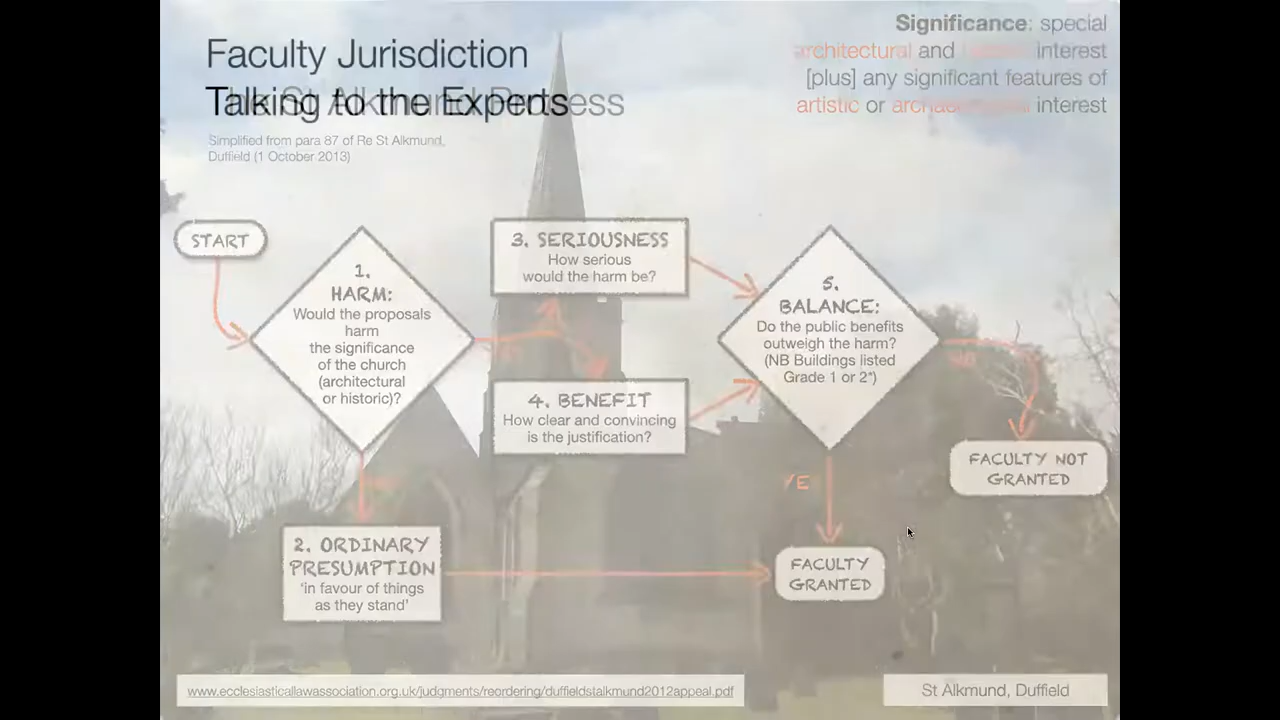 Faculty Jurisdiction
Talking to the Experts
Simplified from para 87 of Re St Alkmund,
Duffield (1 October 2013)
Significance: special
architectural and interest
[plus] any significant features of
artistic or archaeological interest
START
1.
HARM:
Would the proposals
harm
the significance
of the church
(architectural
or historic)?
3. SERIOUSNESS
How serious
would the harm be?
4. BENEFIT
How clear and convincing
is the justification?
5.
BALANCE:
Do the public benefits
outweigh the harm?
(NB Buildings listed
Grade 1 or 2*)
NO
YE
FACULTY NOT
GRANTED
2. ORDINARY
PRESUMPTION
‘in favour of things
as they stand’
FACULTY
GRANTED
www.ecclesiasticallawassociation.org.uk/judgments/reordering/duffieldstalkmund2012appeal.pdf
St Alkmund, Duffield